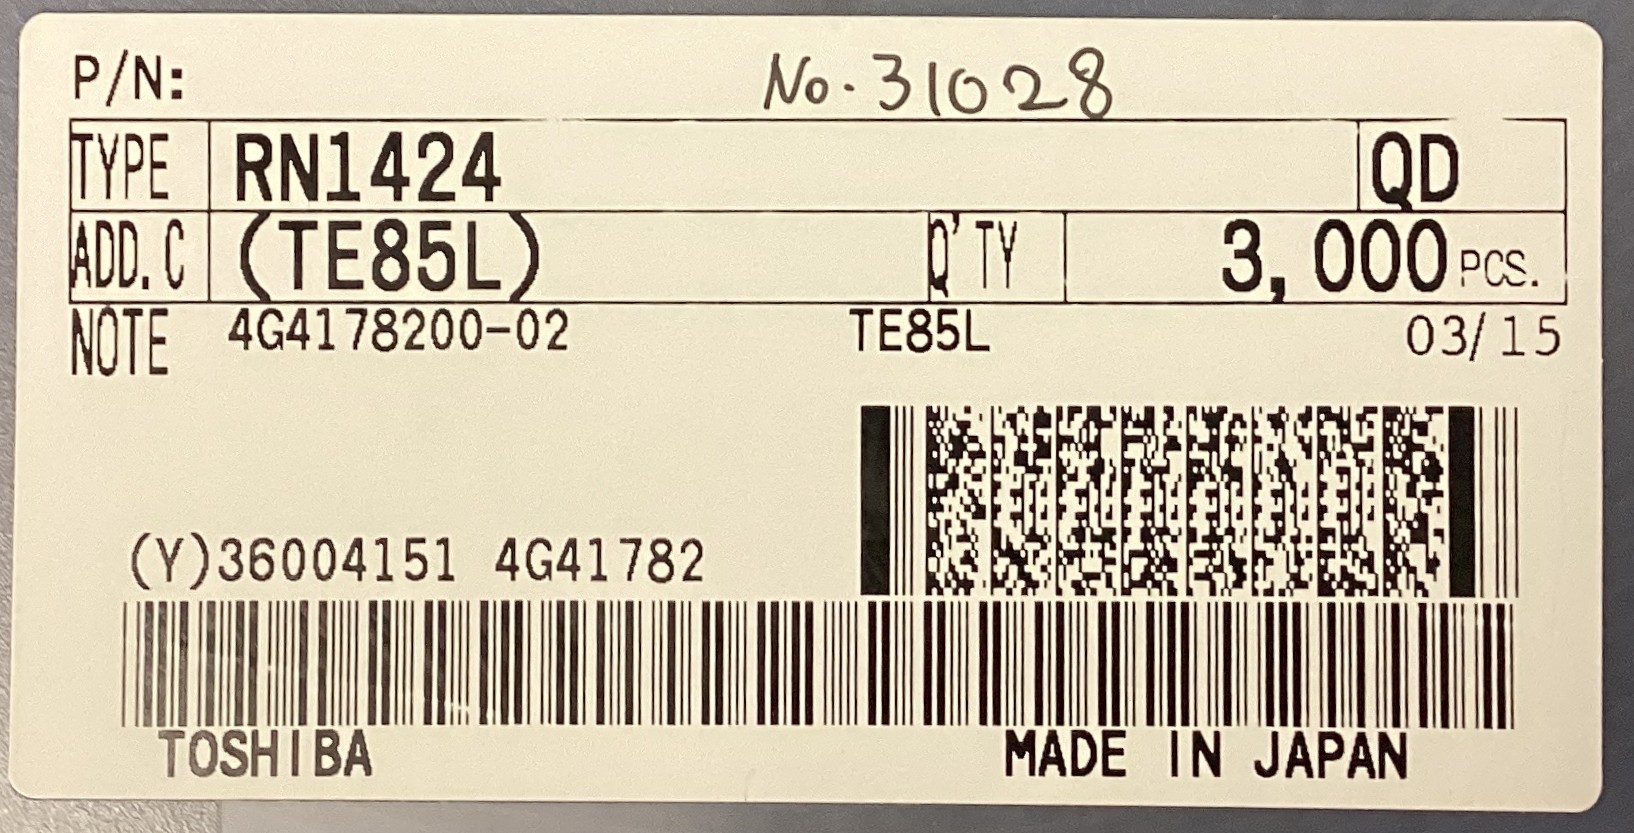 P/N: No. 31028
TYPE RN1424 QD
ADD.C (TE85L) Q'TY 3,000 PCS.
NOTE 4G4178200-02 TE85L 03/15
(Y)36004151 4G41782
TOSHIBA MADE IN JAPAN